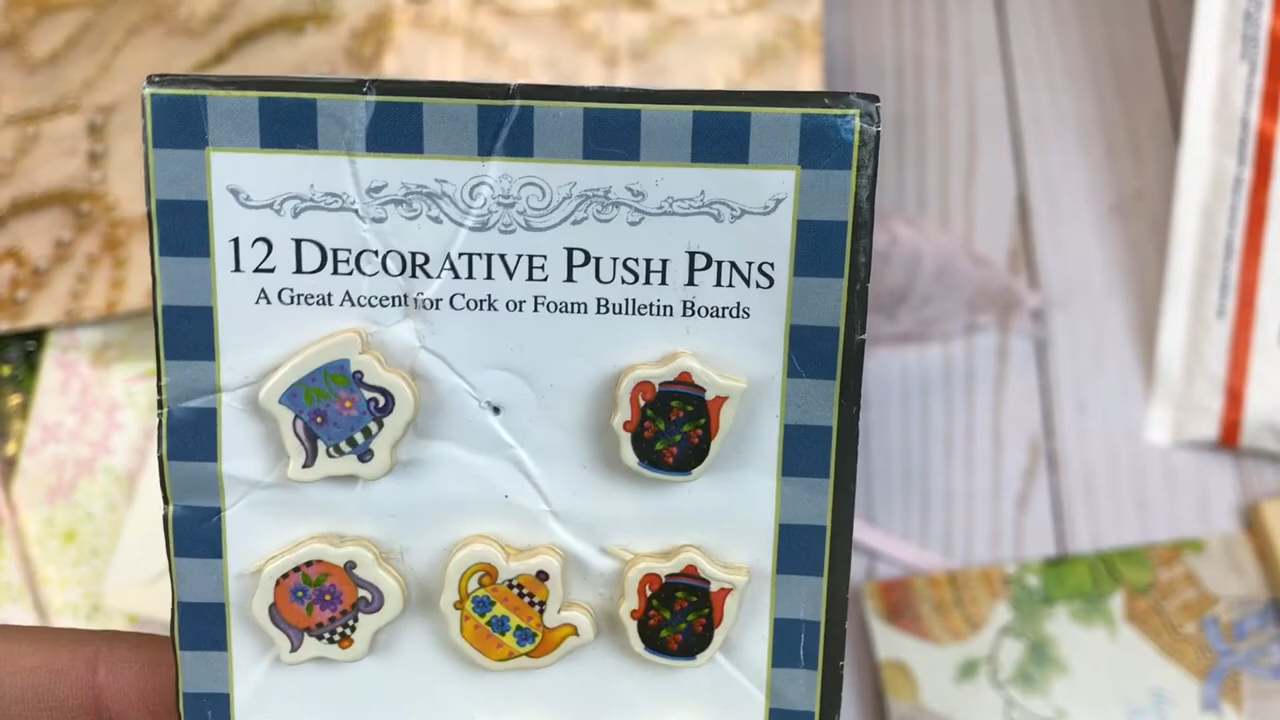 12 DECORATIVE PUSH PINS
A Great Accent for Cork or Foam Bulletin Boards